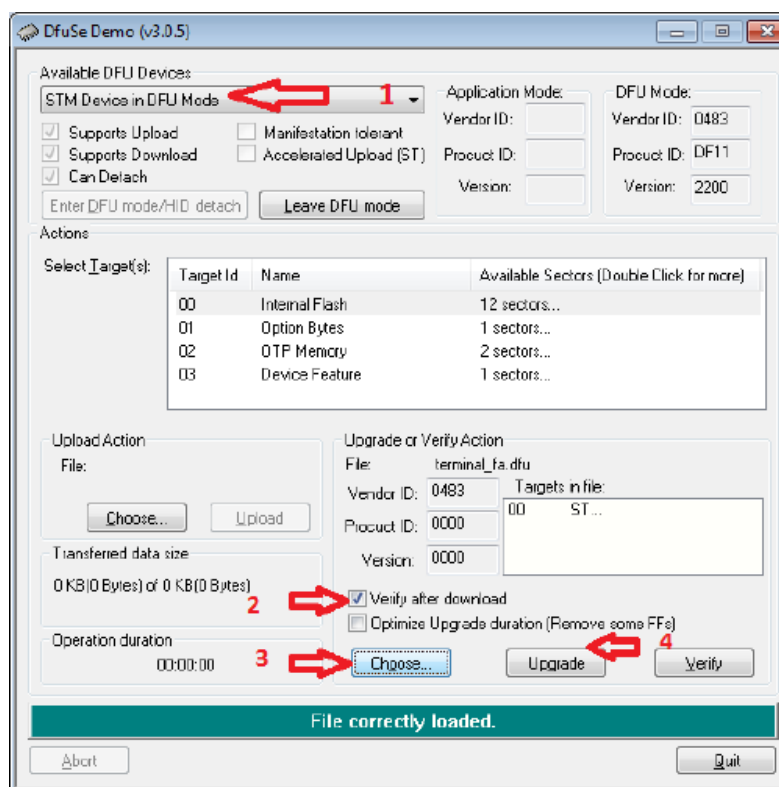 DfuSe Demo (v3.0.5)
Available DFU Devices
STM Device in DFU Mode
1
Supports Upload
Manifestation tolerant
Supports Download
Accelerated Upload (ST)
Can Detach
Enter DFU mode/HID detach
Leave DFU mode
Application Mode:
Vendor ID:
Product ID:
Version:
DFU Mode:
Vendor ID: 0483
Product ID: DF11
Version: 2200
Actions
Select Target(s):
Target Id Name Available Sectors (Double Click for more)
00 Internal Flash 12 sectors...
01 Option Bytes 1 sectors...
02 OTP Memory 2 sectors...
03 Device Feature 1 sectors...
Upload Action
File:
Choose...
Upload
Transferred data size
0 KB(0 Bytes) of 0 KB(0 Bytes)
Operation duration
00:00:00
Upgrade or Verify Action
File: terminal_fa.dfu
Vendor ID: 0483
Product ID: 0000
Version: 0000
Targets in file:
00 ST...
2
Verify after download
Optimize Upgrade duration (Remove some FFs)
3
4
Choose...
Upgrade
Verify
File correctly loaded.
Abort
Quit